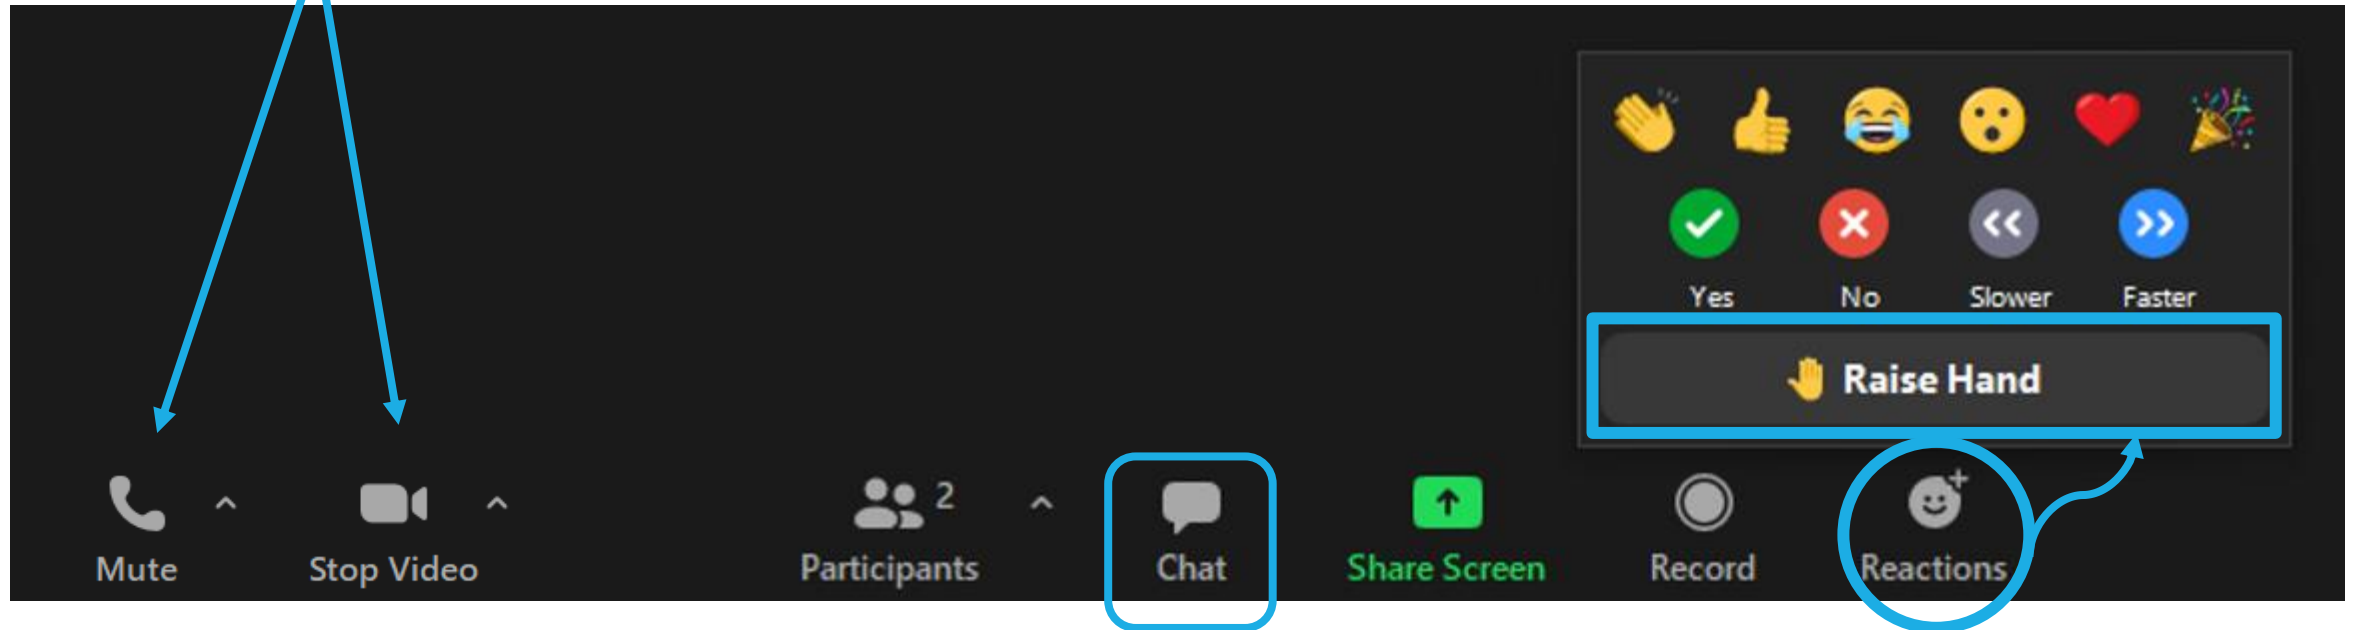 Yes No Slower Faster
Raise Hand
2
Mute Stop Video Participants Chat Share Screen Record Reactions